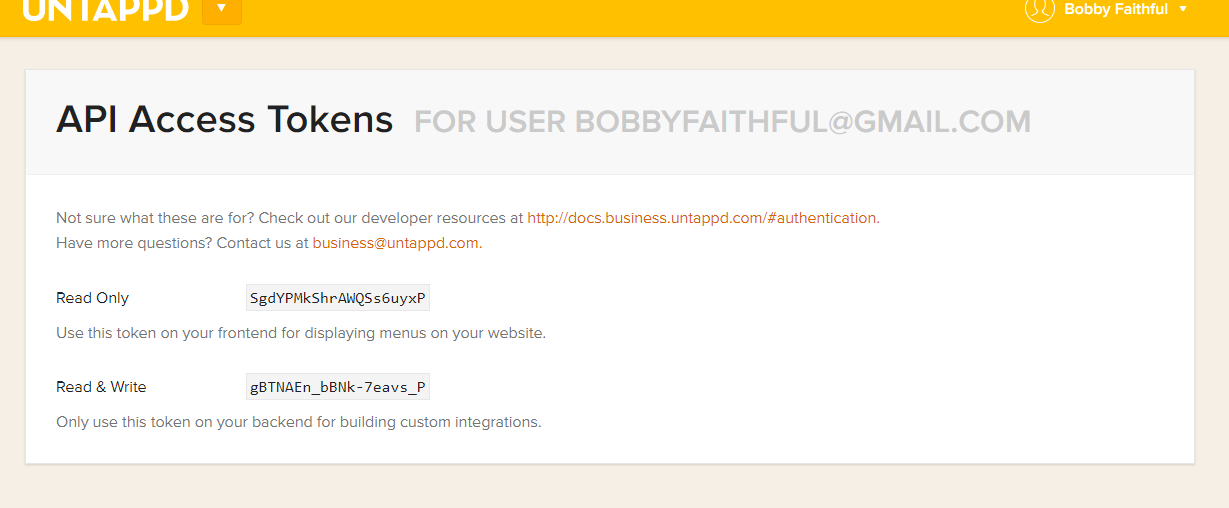 UNTAPPD ▼ Bobby Faithful ▼
API Access Tokens FOR USER BOBBYFAITHFUL@GMAIL.COM
Not sure what these are for? Check out our developer resources at http://docs.business.untappd.com/#authentication.
Have more questions? Contact us at business@untappd.com.
Read Only SgdYPMkShrAWQSs6uyxP
Use this token on your frontend for displaying menus on your website.
Read & Write gBTNAEn_bBNk-7eavs_P
Only use this token on your backend for building custom integrations.